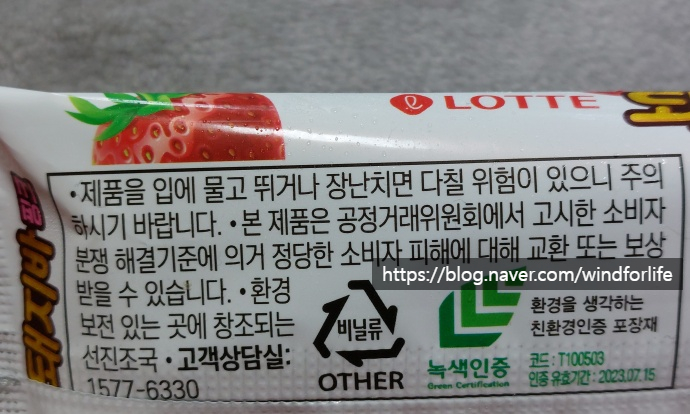 LOTTE
돼지바
핑크
• 제품을 입에 물고 뛰거나 장난치면 다칠 위험이 있으니 주의
하시기 바랍니다. • 본 제품은 공정거래위원회에서 고시한 소비자
분쟁 해결기준에 의거 정당한 소비자 피해에 대해 교환 또는 보상
받을 수 있습니다. • 환경
보전 있는 곳에 창조되는
선진조국 • 고객상담실:
1577-6330
https://blog.naver.com/windforlife
비닐류
OTHER
녹색인증
Green Certification
환경을 생각하는
친환경인증 포장재
코드 : T100503
인증 유효기간 : 2023.07.15